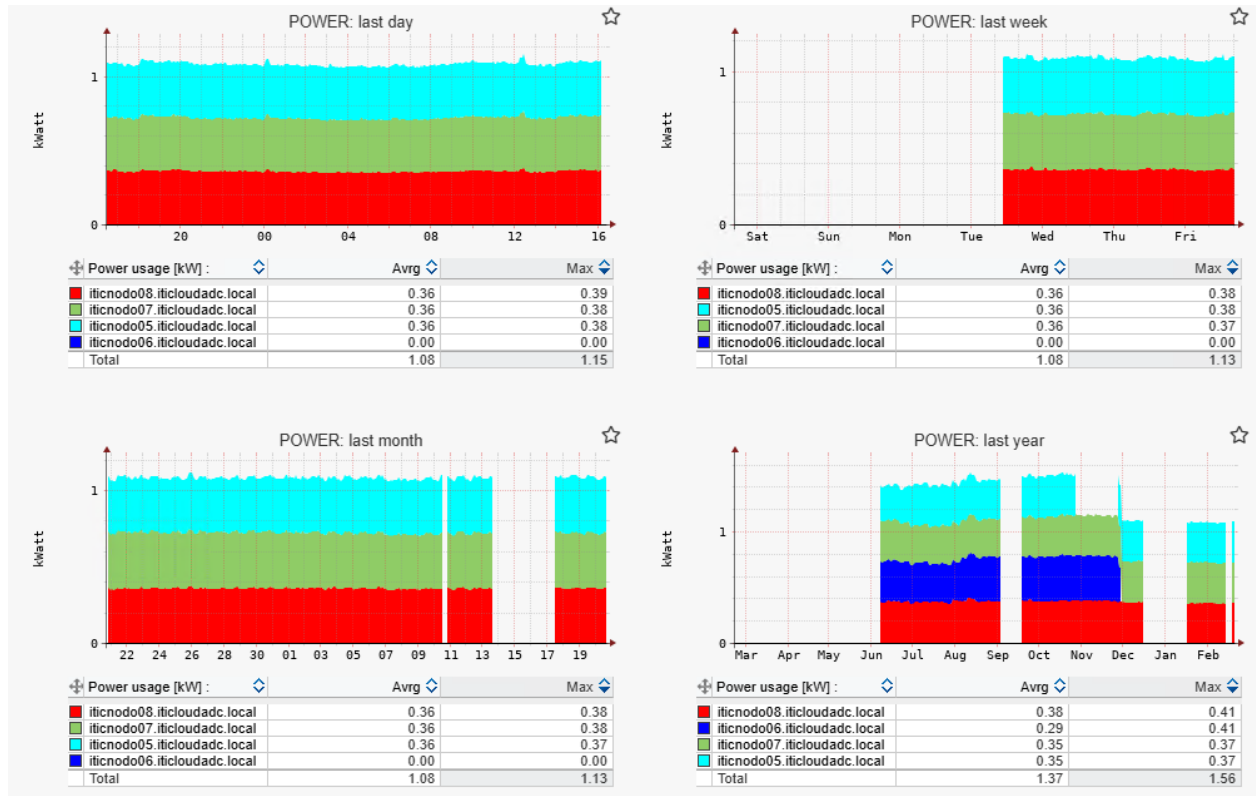 POWER: last day
kWatt
1
0
20 00 04 08 12 16
Power usage [kW] : Avrg Max
iticnodo08.iticloudadc.local 0.36 0.39
iticnodo07.iticloudadc.local 0.36 0.38
iticnodo05.iticloudadc.local 0.36 0.38
iticnodo06.iticloudadc.local 0.00 0.00
Total 1.08 1.15
POWER: last week
kWatt
1
0
Sat Sun Mon Tue Wed Thu Fri
Power usage [kW] : Avrg Max
iticnodo08.iticloudadc.local 0.36 0.38
iticnodo05.iticloudadc.local 0.36 0.38
iticnodo07.iticloudadc.local 0.36 0.37
iticnodo06.iticloudadc.local 0.00 0.00
Total 1.08 1.13
POWER: last month
kWatt
1
0
22 24 26 28 30 01 03 05 07 09 11 13 15 17 19
Power usage [kW] : Avrg Max
iticnodo08.iticloudadc.local 0.36 0.38
iticnodo07.iticloudadc.local 0.36 0.38
iticnodo05.iticloudadc.local 0.36 0.37
iticnodo06.iticloudadc.local 0.00 0.00
Total 1.08 1.13
POWER: last year
kWatt
1
0
Mar Apr May Jun Jul Aug Sep Oct Nov Dec Jan Feb
Power usage [kW] : Avrg Max
iticnodo08.iticloudadc.local 0.38 0.41
iticnodo06.iticloudadc.local 0.29 0.41
iticnodo07.iticloudadc.local 0.35 0.37
iticnodo05.iticloudadc.local 0.35 0.37
Total 1.37 1.56